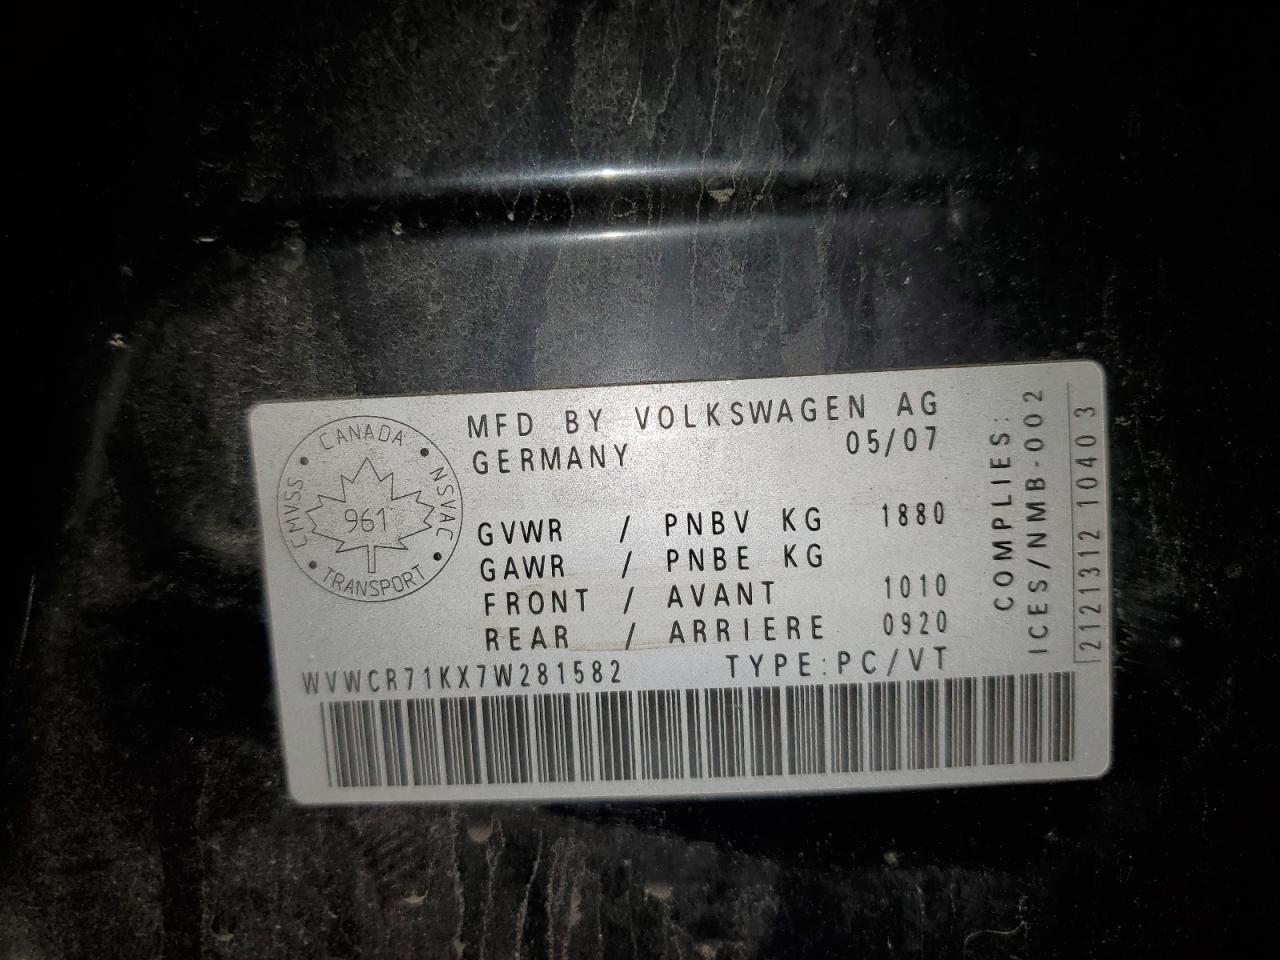 CANADA
CMVSS
NSVAC
961
TRANSPORT
MFD BY VOLKSWAGEN AG
GERMANY 05/07
GVWR / PNBV KG 1880
GAWR / PNBE KG
FRONT / AVANT 1010
REAR / ARRIERE 0920
WVWCR71KX7W281582 TYPE:PC/VT
COMPLIES:
ICES/NMB-002
2121312 10403